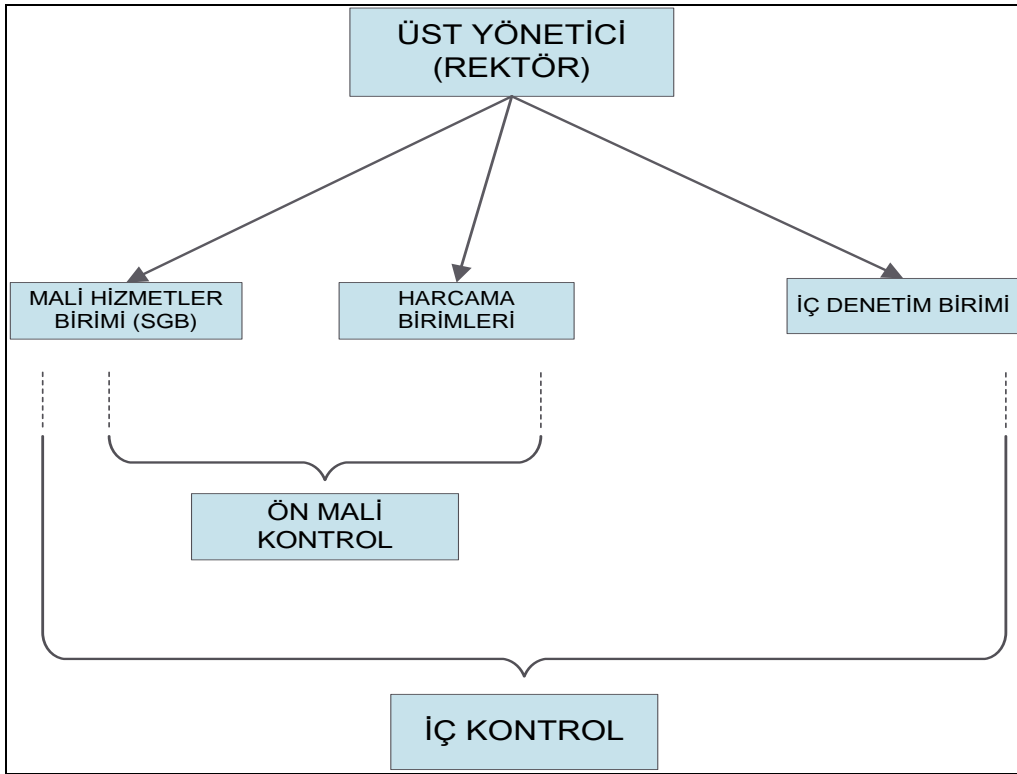 ÜST YÖNETİCİ
(REKTÖR)
MALİ HİZMETLER
BİRİMİ (SGB)
HARCAMA
BİRİMLERİ
İÇ DENETİM BİRİMİ
ÖN MALİ
KONTROL
İÇ KONTROL